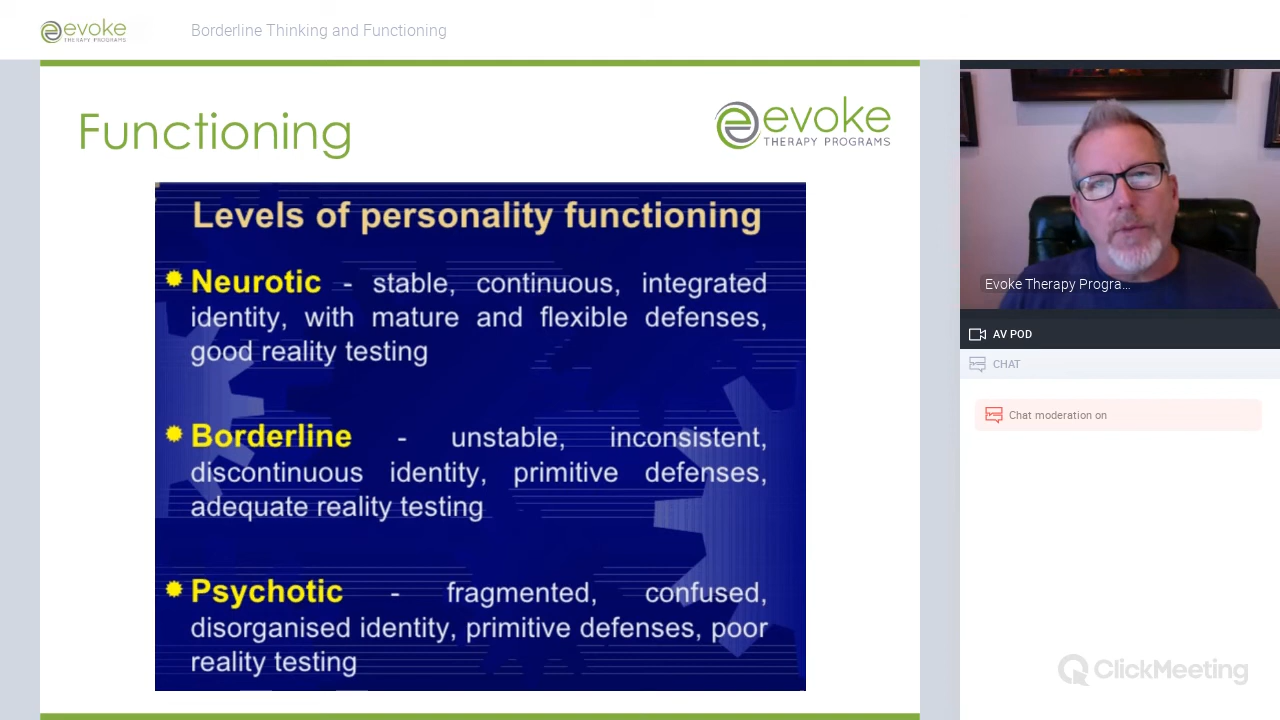 evoke
THERAPY PROGRAMS
Borderline Thinking and Functioning
Functioning
evoke
THERAPY PROGRAMS
Levels of personality functioning
Neurotic - stable, continuous, integrated
identity, with mature and flexible defenses,
good reality testing
Borderline - unstable, inconsistent,
discontinuous identity, primitive defenses,
adequate reality testing
Psychotic - fragmented, confused,
disorganised identity, primitive defenses, poor
reality testing
Evoke Therapy Progra...
AV POD
CHAT
Chat moderation on
ClickMeeting